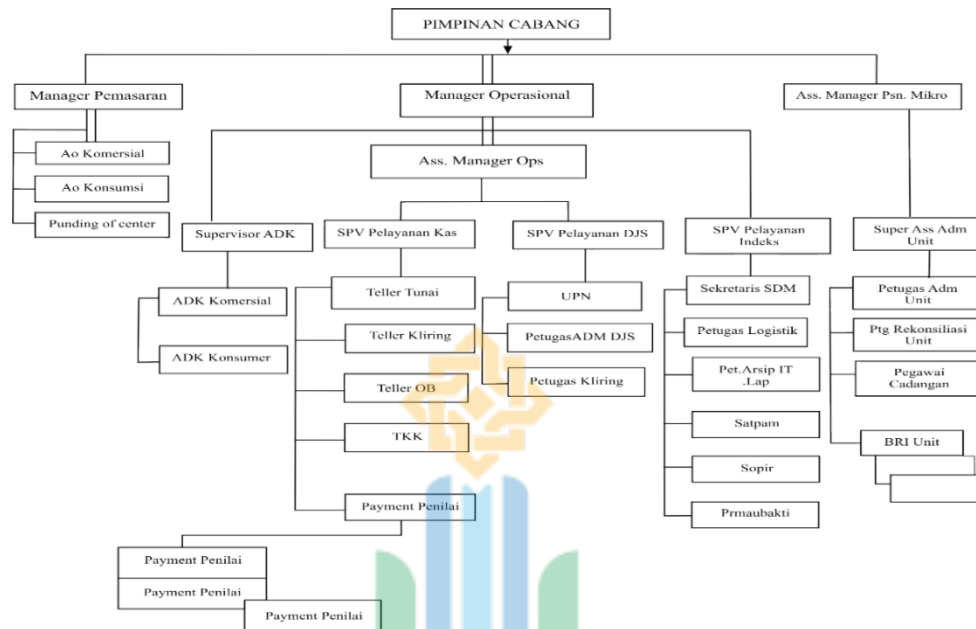 PIMPINAN CABANG
Manager Pemasaran
Manager Operasional
Ass. Manager Psn. Mikro
Ao Komersial
Ao Konsumsi
Punding of center
Ass. Manager Ops
Supervisor ADK
SPV Pelayanan Kas
SPV Pelayanan DJS
SPV Pelayanan
Indeks
Super Ass Adm
Unit
ADK Komersial
ADK Konsumer
Teller Tunai
Teller Kliring
Teller OB
TKK
Payment Penilai
UPN
PetugasADM DJS
Petugas Kliring
Sekretaris SDM
Petugas Logistik
Pet.Arsip IT
.Lap
Satpam
Sopir
Prmaubakti
Petugas Adm
Unit
Ptg Rekonsiliasi
Unit
Pegawai
Cadangan
BRI Unit
Payment Penilai
Payment Penilai
Payment Penilai